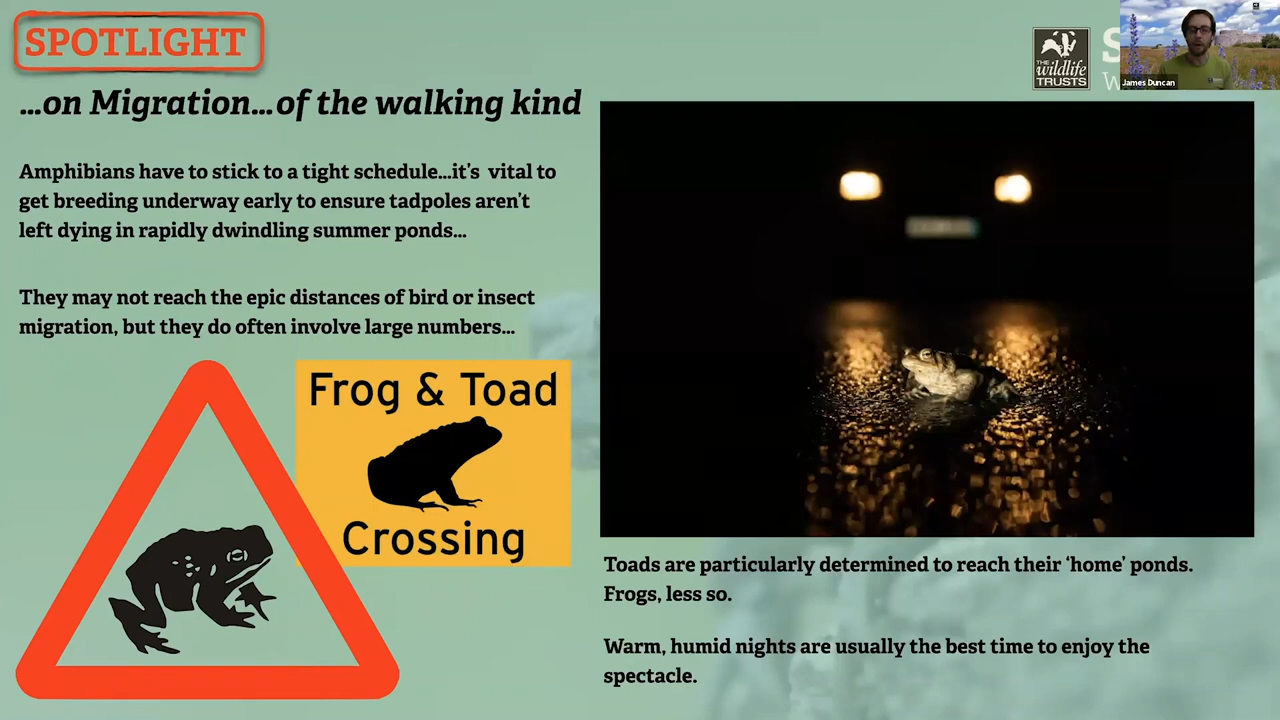 SPOTLIGHT
...on Migration...of the walking kind
Amphibians have to stick to a tight schedule...it's vital to
get breeding underway early to ensure tadpoles aren't
left dying in rapidly dwindling summer ponds...
They may not reach the epic distances of bird or insect
migration, but they do often involve large numbers...
Frog & Toad
Crossing
THE
wildlife
TRUSTS
S
W
James Duncan
Toads are particularly determined to reach their ‘home’ ponds.
Frogs, less so.
Warm, humid nights are usually the best time to enjoy the
spectacle.